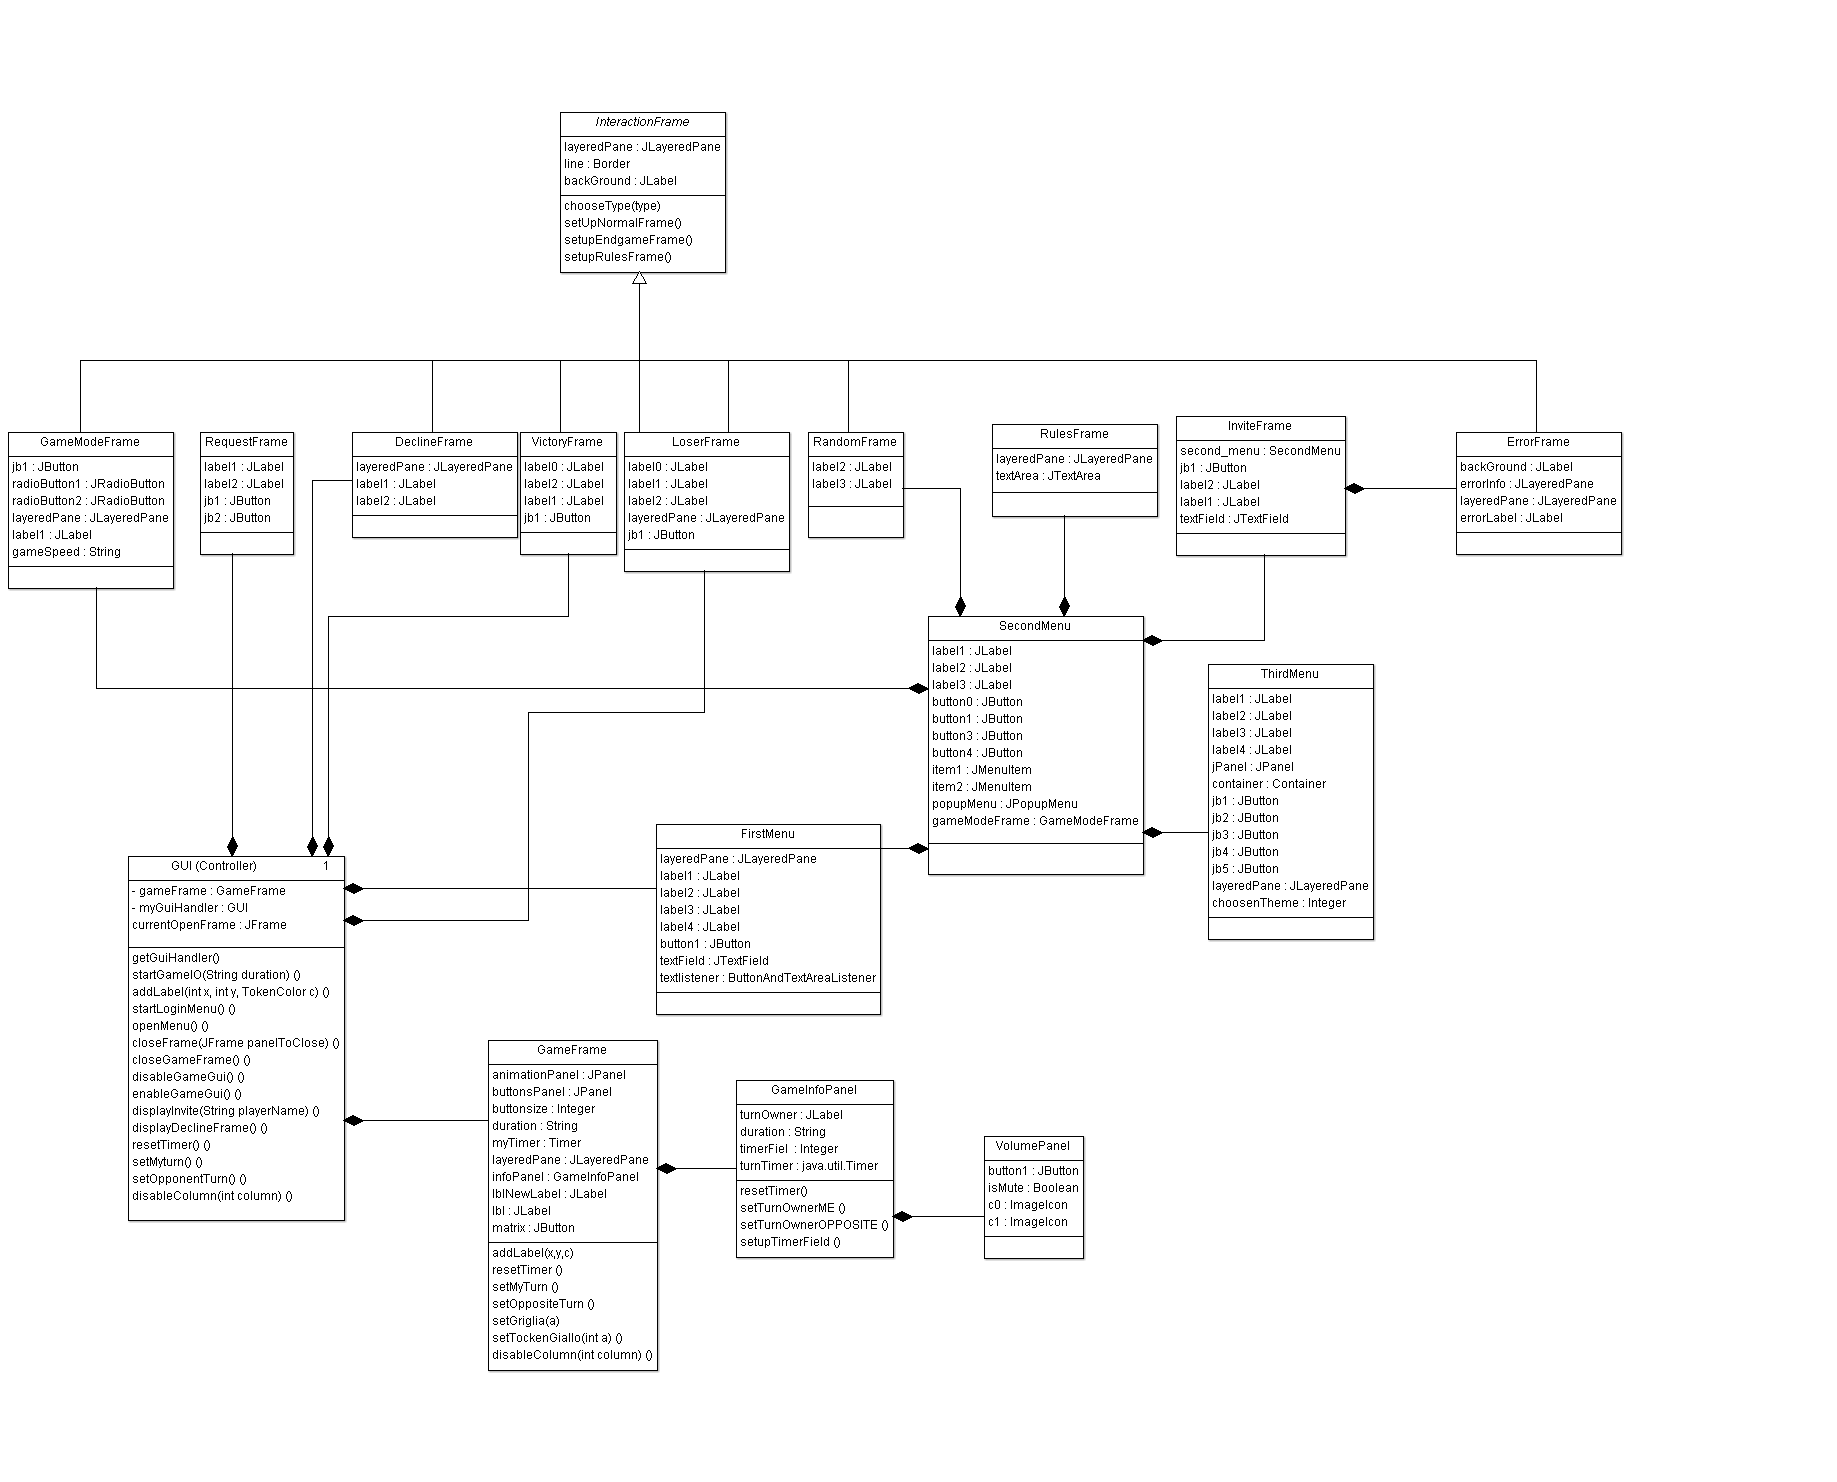 InteractionFrame
layeredPane : JLayeredPane
line : Border
backGround : JLabel
chooseType(type)
setUpNormalFrame()
setupEndgameFrame()
setupRulesFrame()
GameModeFrame
jb1 : JButton
radioButton1 : JRadioButton
radioButton2 : JRadioButton
layeredPane : JLayeredPane
label1 : JLabel
gameSpeed : String
RequestFrame
label1 : JLabel
label2 : JLabel
jb1 : JButton
jb2 : JButton
DeclineFrame
layeredPane : JLayeredPane
label1 : JLabel
label2 : JLabel
VictoryFrame
label0 : JLabel
label2 : JLabel
label1 : JLabel
jb1 : JButton
LoserFrame
label0 : JLabel
label1 : JLabel
label2 : JLabel
layeredPane : JLayeredPane
jb1 : JButton
RandomFrame
label2 : JLabel
label3 : JLabel
RulesFrame
layeredPane : JLayeredPane
textArea : JTextArea
InviteFrame
second_menu : SecondMenu
jb1 : JButton
label2 : JLabel
label1 : JLabel
textField : JTextField
ErrorFrame
backGround : JLabel
errorInfo : JLayeredPane
layeredPane : JLayeredPane
errorLabel : JLabel
SecondMenu
label1 : JLabel
label2 : JLabel
label3 : JLabel
button0 : JButton
button1 : JButton
button3 : JButton
button4 : JButton
item1 : JMenuItem
item2 : JMenuItem
popupMenu : JPopupMenu
gameModeFrame : GameModeFrame
ThirdMenu
label1 : JLabel
label2 : JLabel
label3 : JLabel
label4 : JLabel
jPanel : JPanel
container : Container
jb1 : JButton
jb2 : JButton
jb3 : JButton
jb4 : JButton
jb5 : JButton
layeredPane : JLayeredPane
choosenTheme : Integer
FirstMenu
layeredPane : JLayeredPane
label1 : JLabel
label2 : JLabel
label3 : JLabel
label4 : JLabel
button1 : JButton
textField : JTextField
textlistener : ButtonAndTextAreaListener
GUI (Controller) 1
- gameFrame : GameFrame
- myGuiHandler : GUI
currentOpenFrame : JFrame
getGuiHandler()
startGameIO(String duration) ()
addLabel(int x, int y, TokenColor c) ()
startLoginMenu() ()
openMenu() ()
closeFrame(JFrame panelToClose) ()
closeGameFrame() ()
disableGameGui() ()
enableGameGui() ()
displayInvite(String playerName) ()
displayDeclineFrame() ()
resetTimer() ()
setMyturn() ()
setOpponentTurn() ()
disableColumn(int column) ()
GameFrame
animationPanel : JPanel
buttonsPanel : JPanel
buttonsize : Integer
duration : String
myTimer : Timer
layeredPane : JLayeredPane
infoPanel : GameInfoPanel
lblNewLabel : JLabel
lbl : JLabel
matrix : JButton
addLabel(x,y,c)
resetTimer ()
setMyTurn ()
setOppositeTurn ()
setGriglia(a)
setTockenGiallo(int a) ()
disableColumn(int column) ()
GameInfoPanel
turnOwner : JLabel
duration : String
timerFiel : Integer
turnTimer : java.util.Timer
resetTimer()
setTurnOwnerME ()
setTurnOwnerOPPOSITE ()
setupTimerField ()
VolumePanel
button1 : JButton
isMute : Boolean
c0 : ImageIcon
c1 : ImageIcon